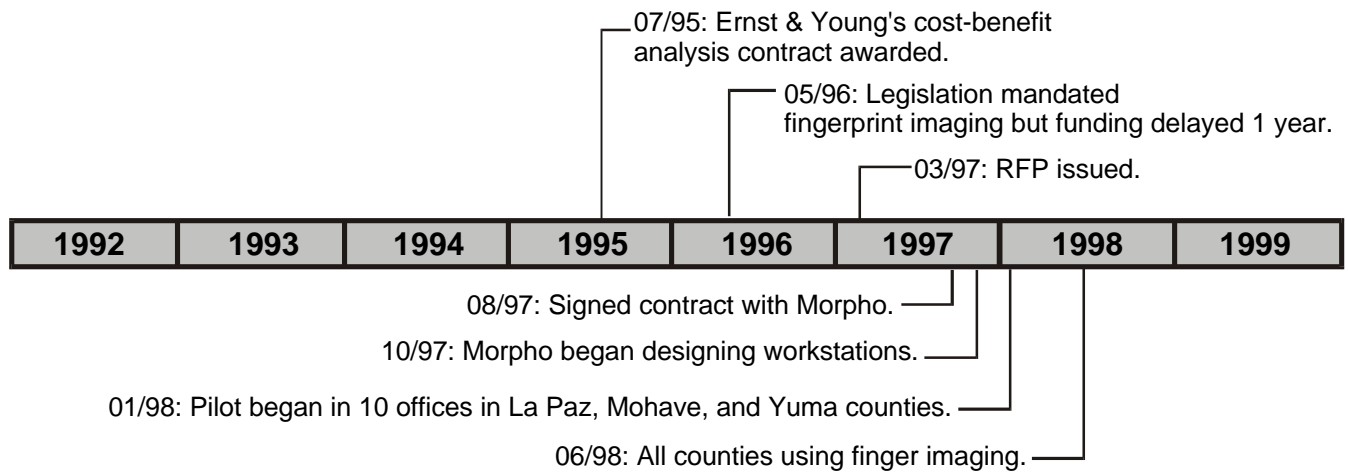 07/95: Ernst & Young's cost-benefit
analysis contract awarded.
05/96: Legislation mandated
fingerprint imaging but funding delayed 1 year.
03/97: RFP issued.
1992 1993 1994 1995 1996 1997 1998 1999
08/97: Signed contract with Morpho.
10/97: Morpho began designing workstations.
01/98: Pilot began in 10 offices in La Paz, Mohave, and Yuma counties.
06/98: All counties using finger imaging.